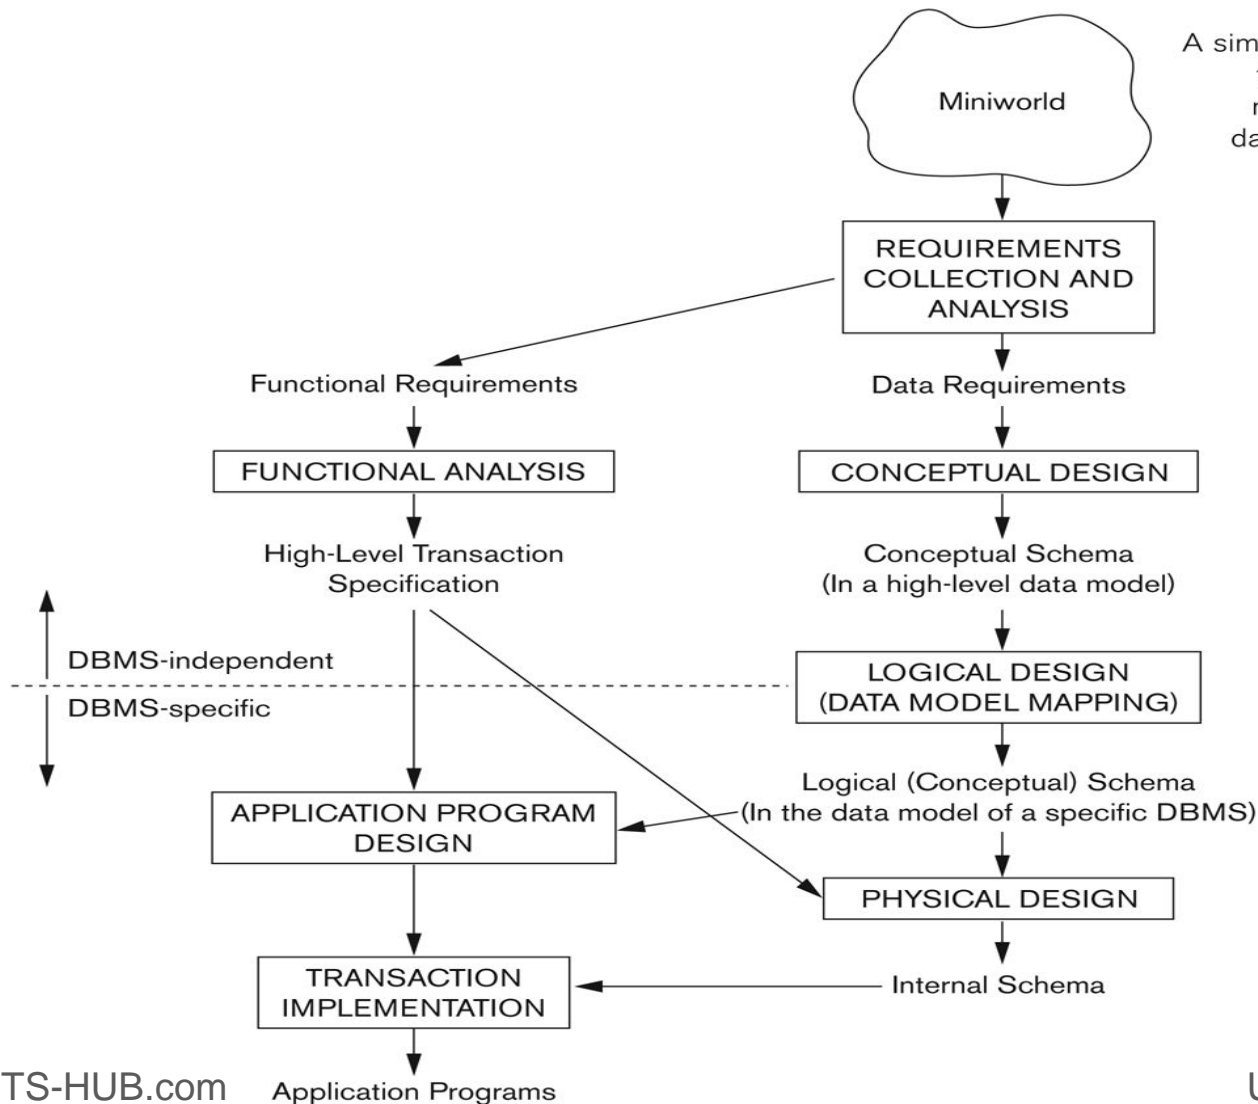 A sim
Miniworld
da
REQUIREMENTS
COLLECTION AND
ANALYSIS
Functional Requirements
Data Requirements
FUNCTIONAL ANALYSIS
CONCEPTUAL DESIGN
High-Level Transaction
Specification
Conceptual Schema
(In a high-level data model)
DBMS-independent
DBMS-specific
LOGICAL DESIGN
(DATA MODEL MAPPING)
Logical (Conceptual) Schema
(In the data model of a specific DBMS)
APPLICATION PROGRAM
DESIGN
PHYSICAL DESIGN
TRANSACTION
IMPLEMENTATION
Internal Schema
TS-HUB.com
Application Programs
U